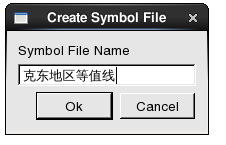 Create Symbol File
Symbol File Name
克东地区等值线
Ok
Cancel